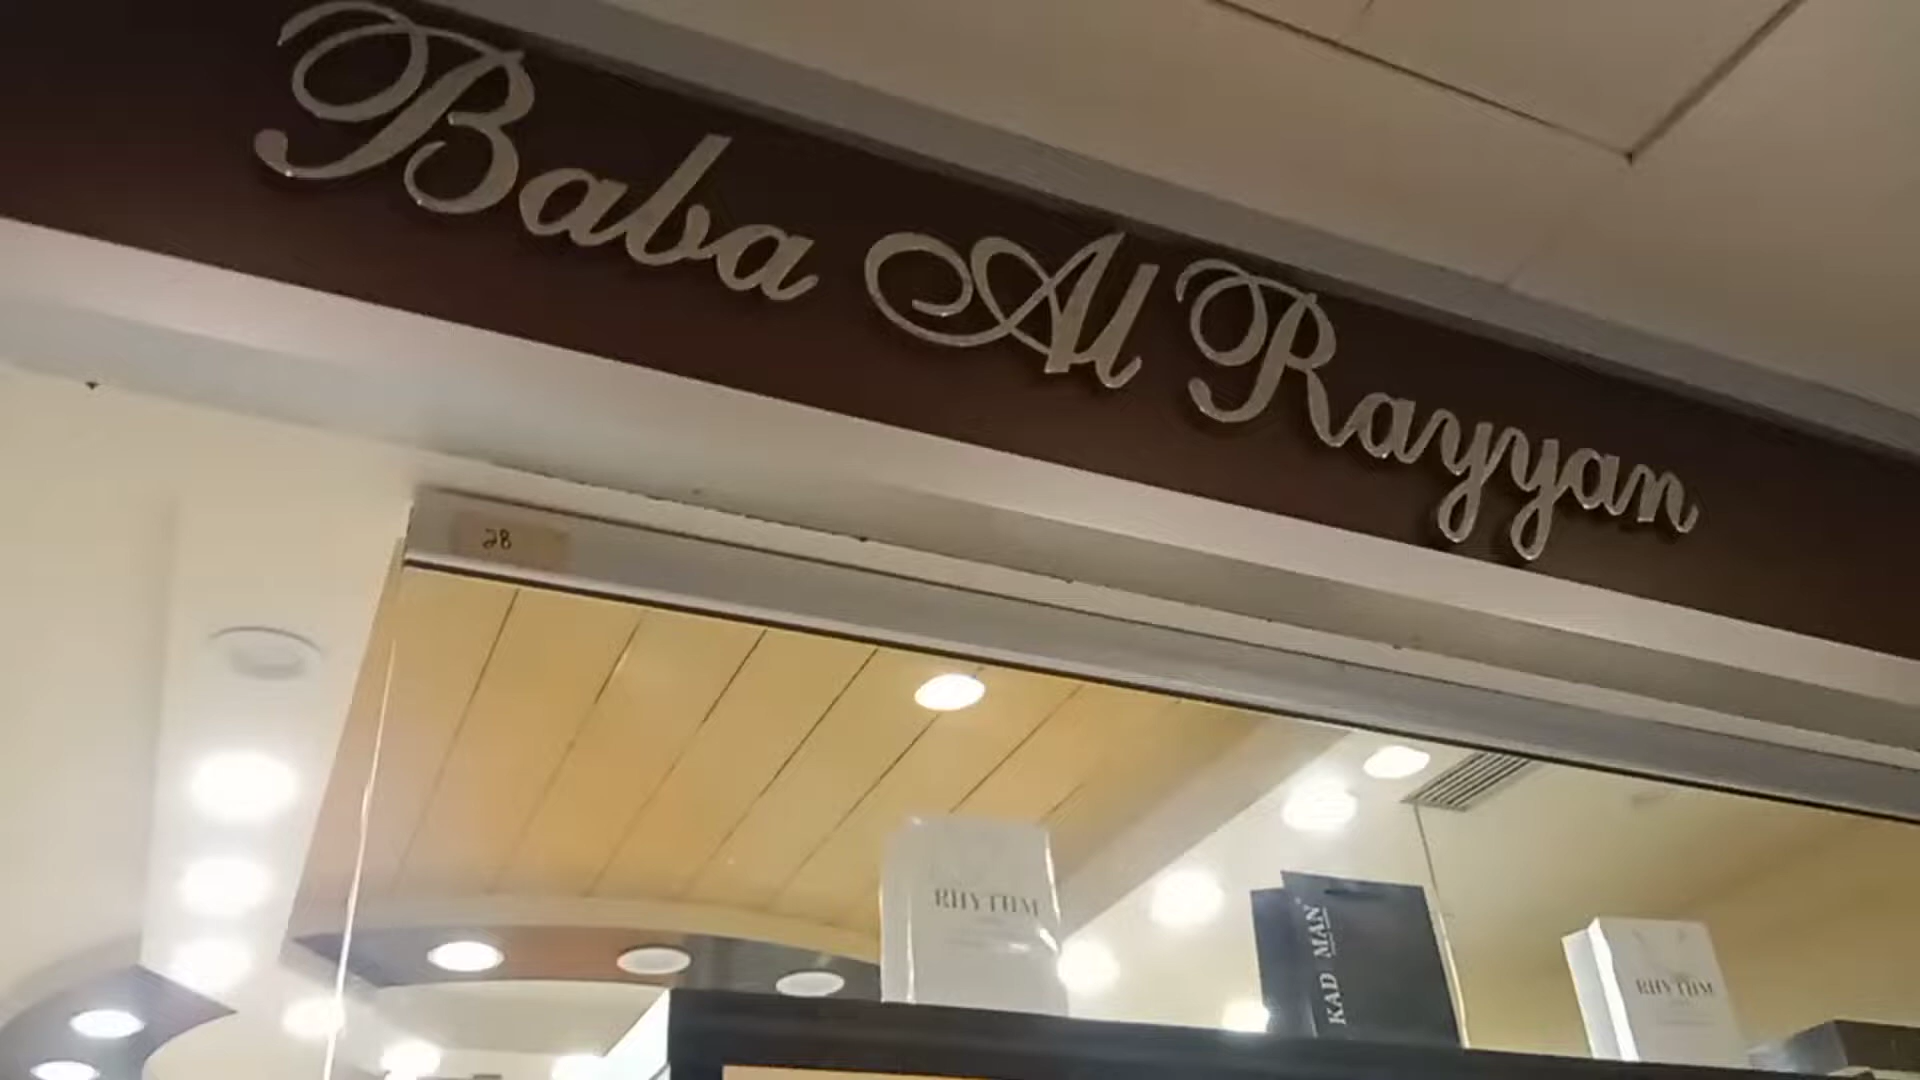 Baba Al Rayyan
28
RHYTHM
KAD MAN
RHYTHM